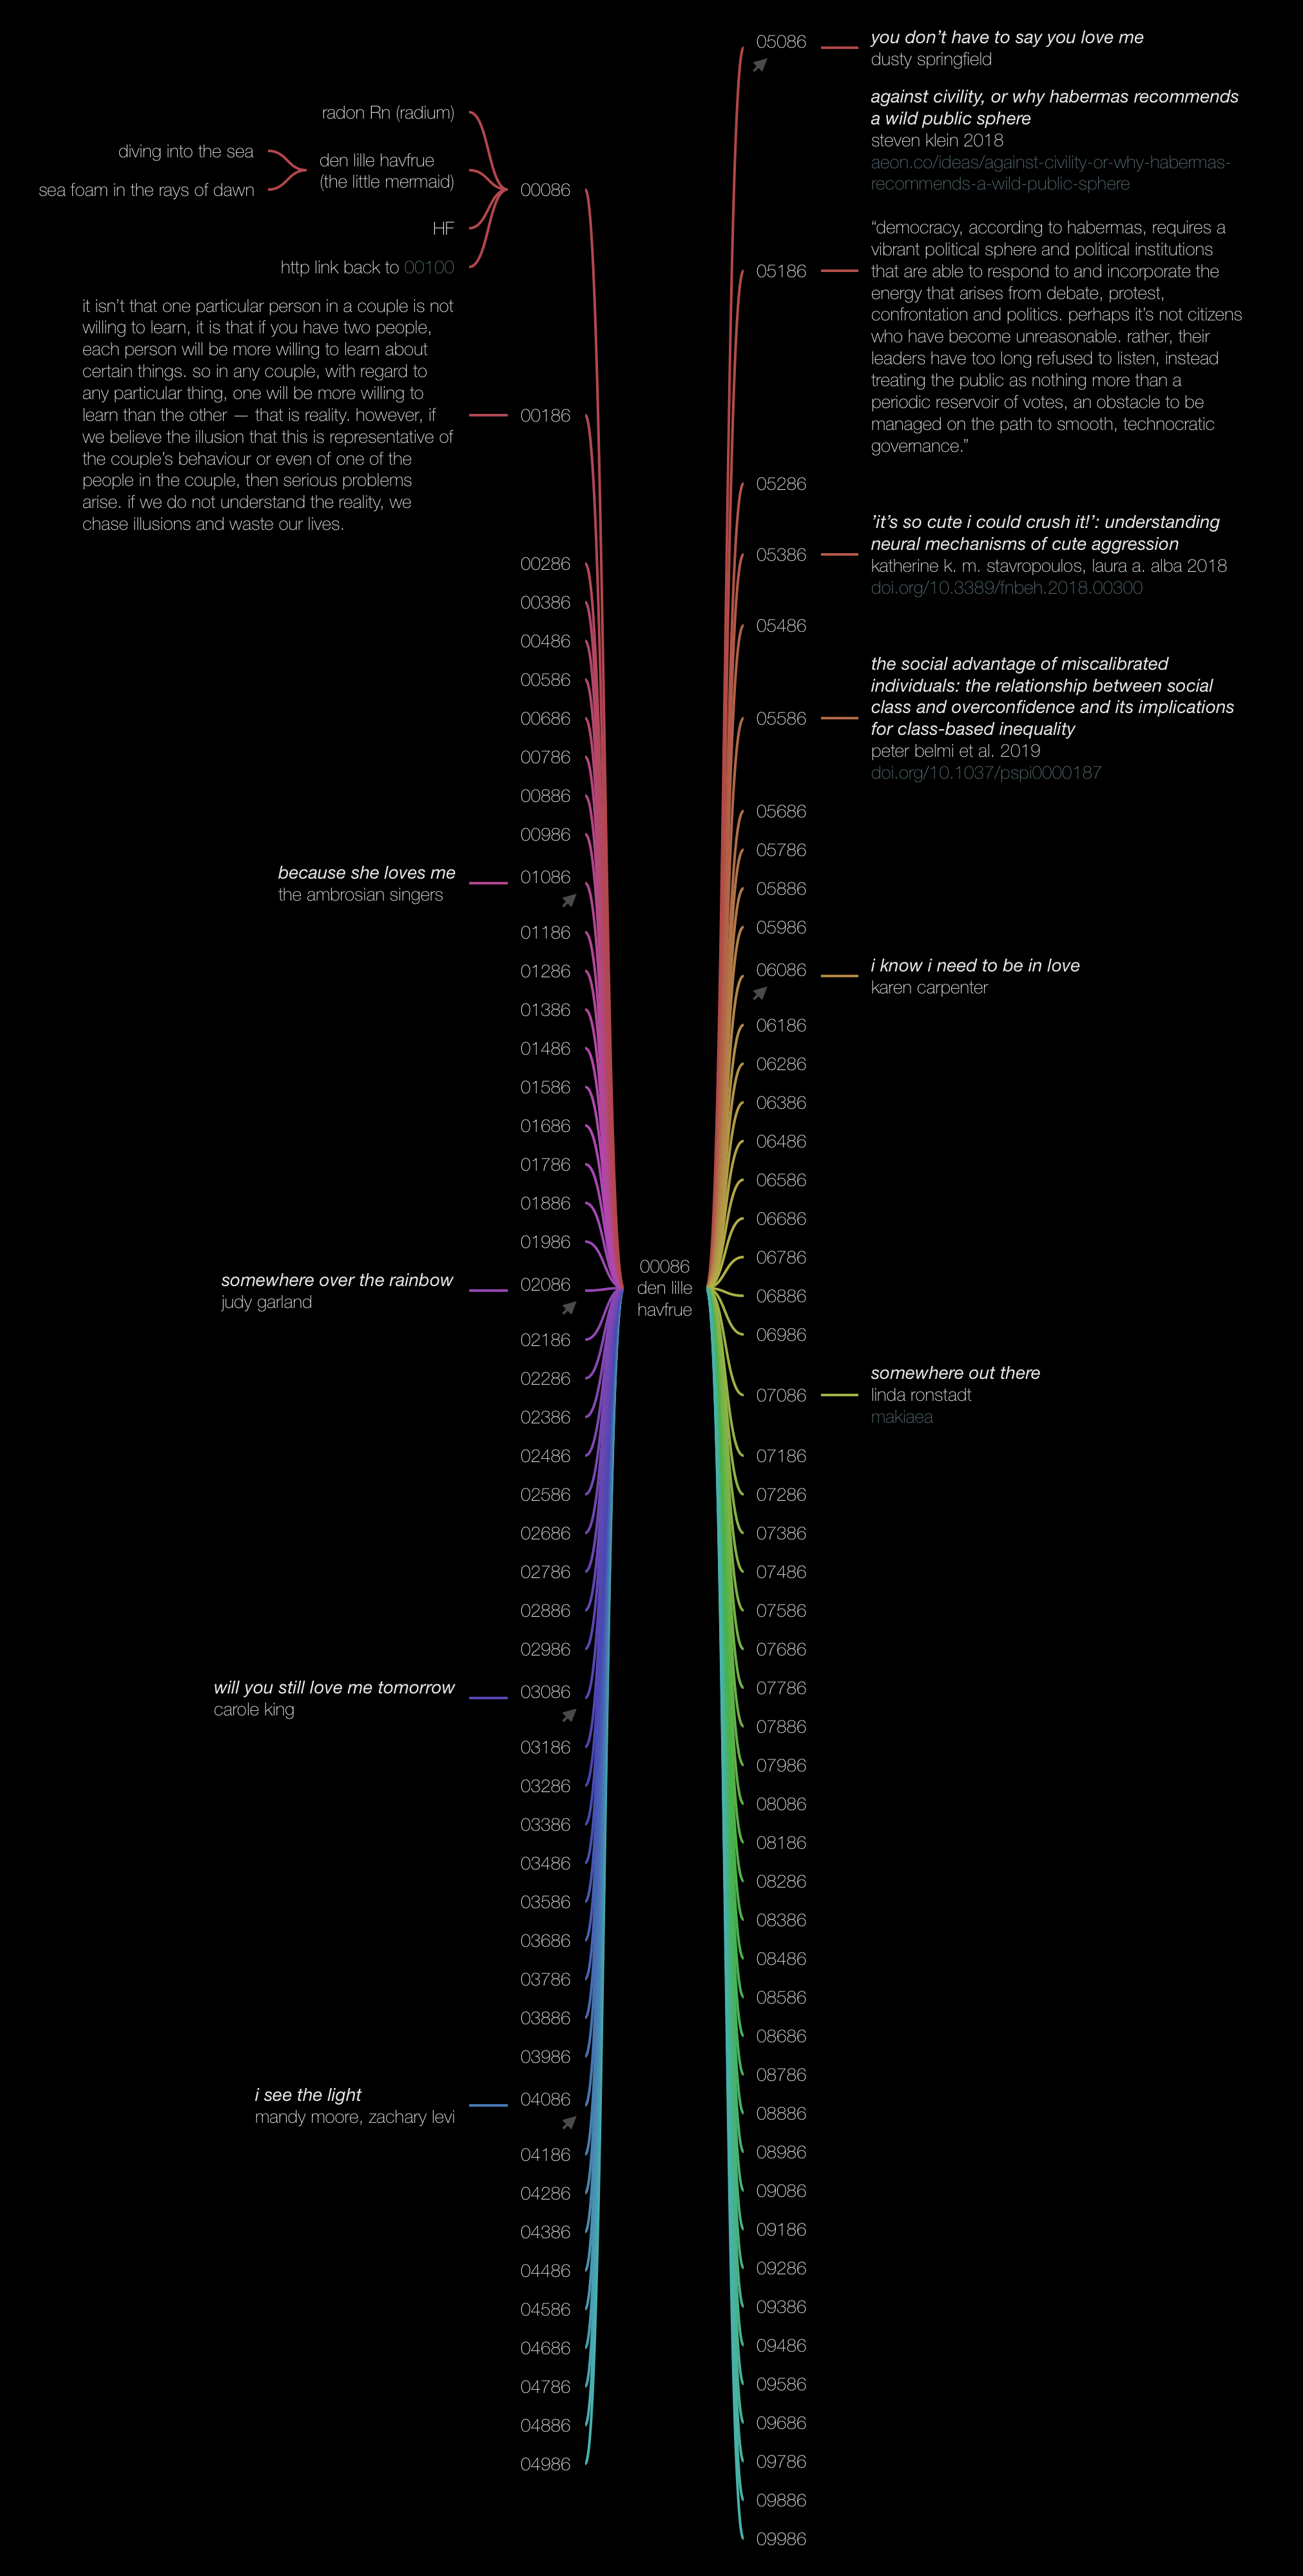 radon Rn (radium)
diving into the sea
sea foam in the rays of dawn
den lille havfrue
(the little mermaid)
HF
http link back to 00100
00086
it isn’t that one particular person in a couple is not
willing to learn, it is that if you have two people,
each person will be more willing to learn about
certain things. so in any couple, with regard to
any particular thing, one will be more willing to
learn than the other — that is reality. however, if
we believe the illusion that this is representative of
the couple’s behaviour or even of one of the
people in the couple, then serious problems
arise. if we do not understand the reality, we
chase illusions and waste our lives.
00186
00286
00386
00486
00586
00686
00786
00886
00986
because she loves me
the ambrosian singers
01086
01186
01286
01386
01486
01586
01686
01786
01886
01986
somewhere over the rainbow
judy garland
02086
02186
02286
02386
02486
02586
02686
02786
02886
02986
will you still love me tomorrow
carole king
03086
03186
03286
03386
03486
03586
03686
03786
03886
03986
i see the light
mandy moore, zachary levi
04086
04186
04286
04386
04486
04586
04686
04786
04886
04986
00086
den lille
havfrue
05086
you don’t have to say you love me
dusty springfield
against civility, or why habermas recommends
a wild public sphere
steven klein 2018
aeon.co/ideas/against-civility-or-why-habermas-
recommends-a-wild-public-sphere
05186
“democracy, according to habermas, requires a
vibrant political sphere and political institutions
that are able to respond to and incorporate the
energy that arises from debate, protest,
confrontation and politics. perhaps it’s not citizens
who have become unreasonable. rather, their
leaders have too long refused to listen, instead
treating the public as nothing more than a
periodic reservoir of votes, an obstacle to be
managed on the path to smooth, technocratic
governance.”
05286
05386
’it’s so cute i could crush it!’: understanding
neural mechanisms of cute aggression
katherine k. m. stavropoulos, laura a. alba 2018
doi.org/10.3389/fnbeh.2018.00300
05486
05586
the social advantage of miscalibrated
individuals: the relationship between social
class and overconfidence and its implications
for class-based inequality
peter belmi et al. 2019
doi.org/10.1037/pspi0000187
05686
05786
05886
05986
06086
i know i need to be in love
karen carpenter
06186
06286
06386
06486
06586
06686
06786
06886
06986
07086
somewhere out there
linda ronstadt
makiaea
07186
07286
07386
07486
07586
07686
07786
07886
07986
08086
08186
08286
08386
08486
08586
08686
08786
08886
08986
09086
09186
09286
09386
09486
09586
09686
09786
09886
09986